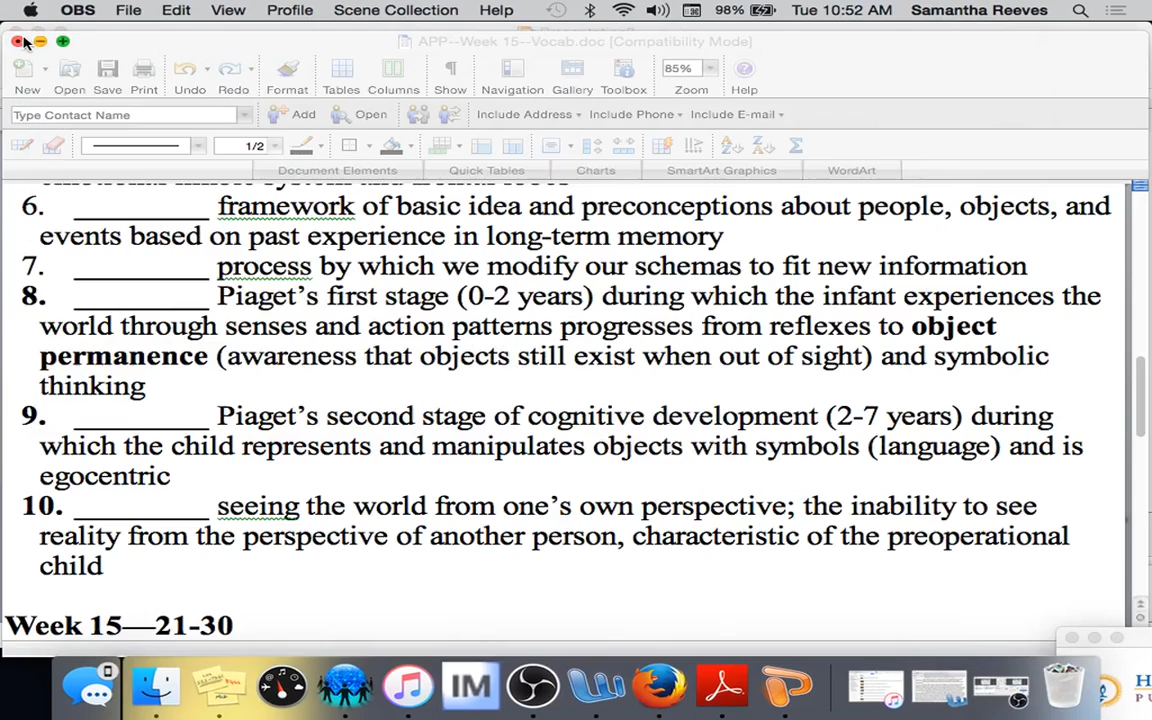 OBS File Edit View Profile Scene Collection Help 98% Tue 10:52 AM Samantha Reeves
APP--Week 15--Vocab.doc [Compatibility Mode]
85%
New Open Save Print Undo Redo Format Tables Columns Show Navigation Gallery Toolbox Zoom Help
Type Contact Name Add Open Include Address Include Phone Include E-mail
1/2
Document Elements Quick Tables Charts SmartArt Graphics WordArt
6. __________ framework of basic idea and preconceptions about people, objects, and
events based on past experience in long-term memory
7. __________ process by which we modify our schemas to fit new information
8. __________ Piaget's first stage (0-2 years) during which the infant experiences the
world through senses and action patterns progresses from reflexes to object
permanence (awareness that objects still exist when out of sight) and symbolic
thinking
9. __________ Piaget's second stage of cognitive development (2-7 years) during
which the child represents and manipulates objects with symbols (language) and is
egocentric
10. __________ seeing the world from one's own perspective; the inability to see
reality from the perspective of another person, characteristic of the preoperational
child
Week 15—21-30
IM